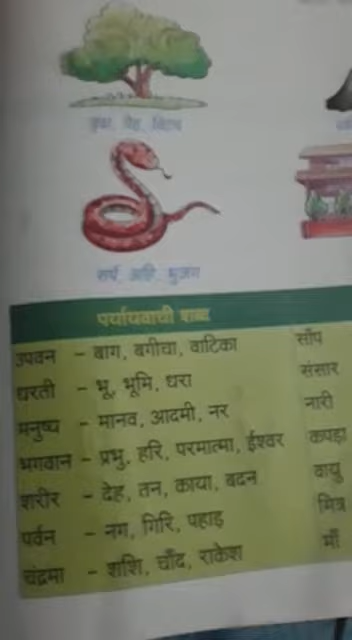 वृक्ष, पेड़, विटप
सर्प, अहि, भुजंग
पर्यायवाची शब्द
उपवन - बाग, बगीचा, वाटिका साँप
धरती - भू, भूमि, धरा संसार
मनुष्य - मानव, आदमी, नर नारी
भगवान - प्रभु, हरि, परमात्मा, ईश्वर कपड़ा
शरीर - देह, तन, काया, बदन वायु
पर्वन - नग, गिरि, पहाड़ मित्र
चंद्रमा - शशि, चाँद, राकेश माँ